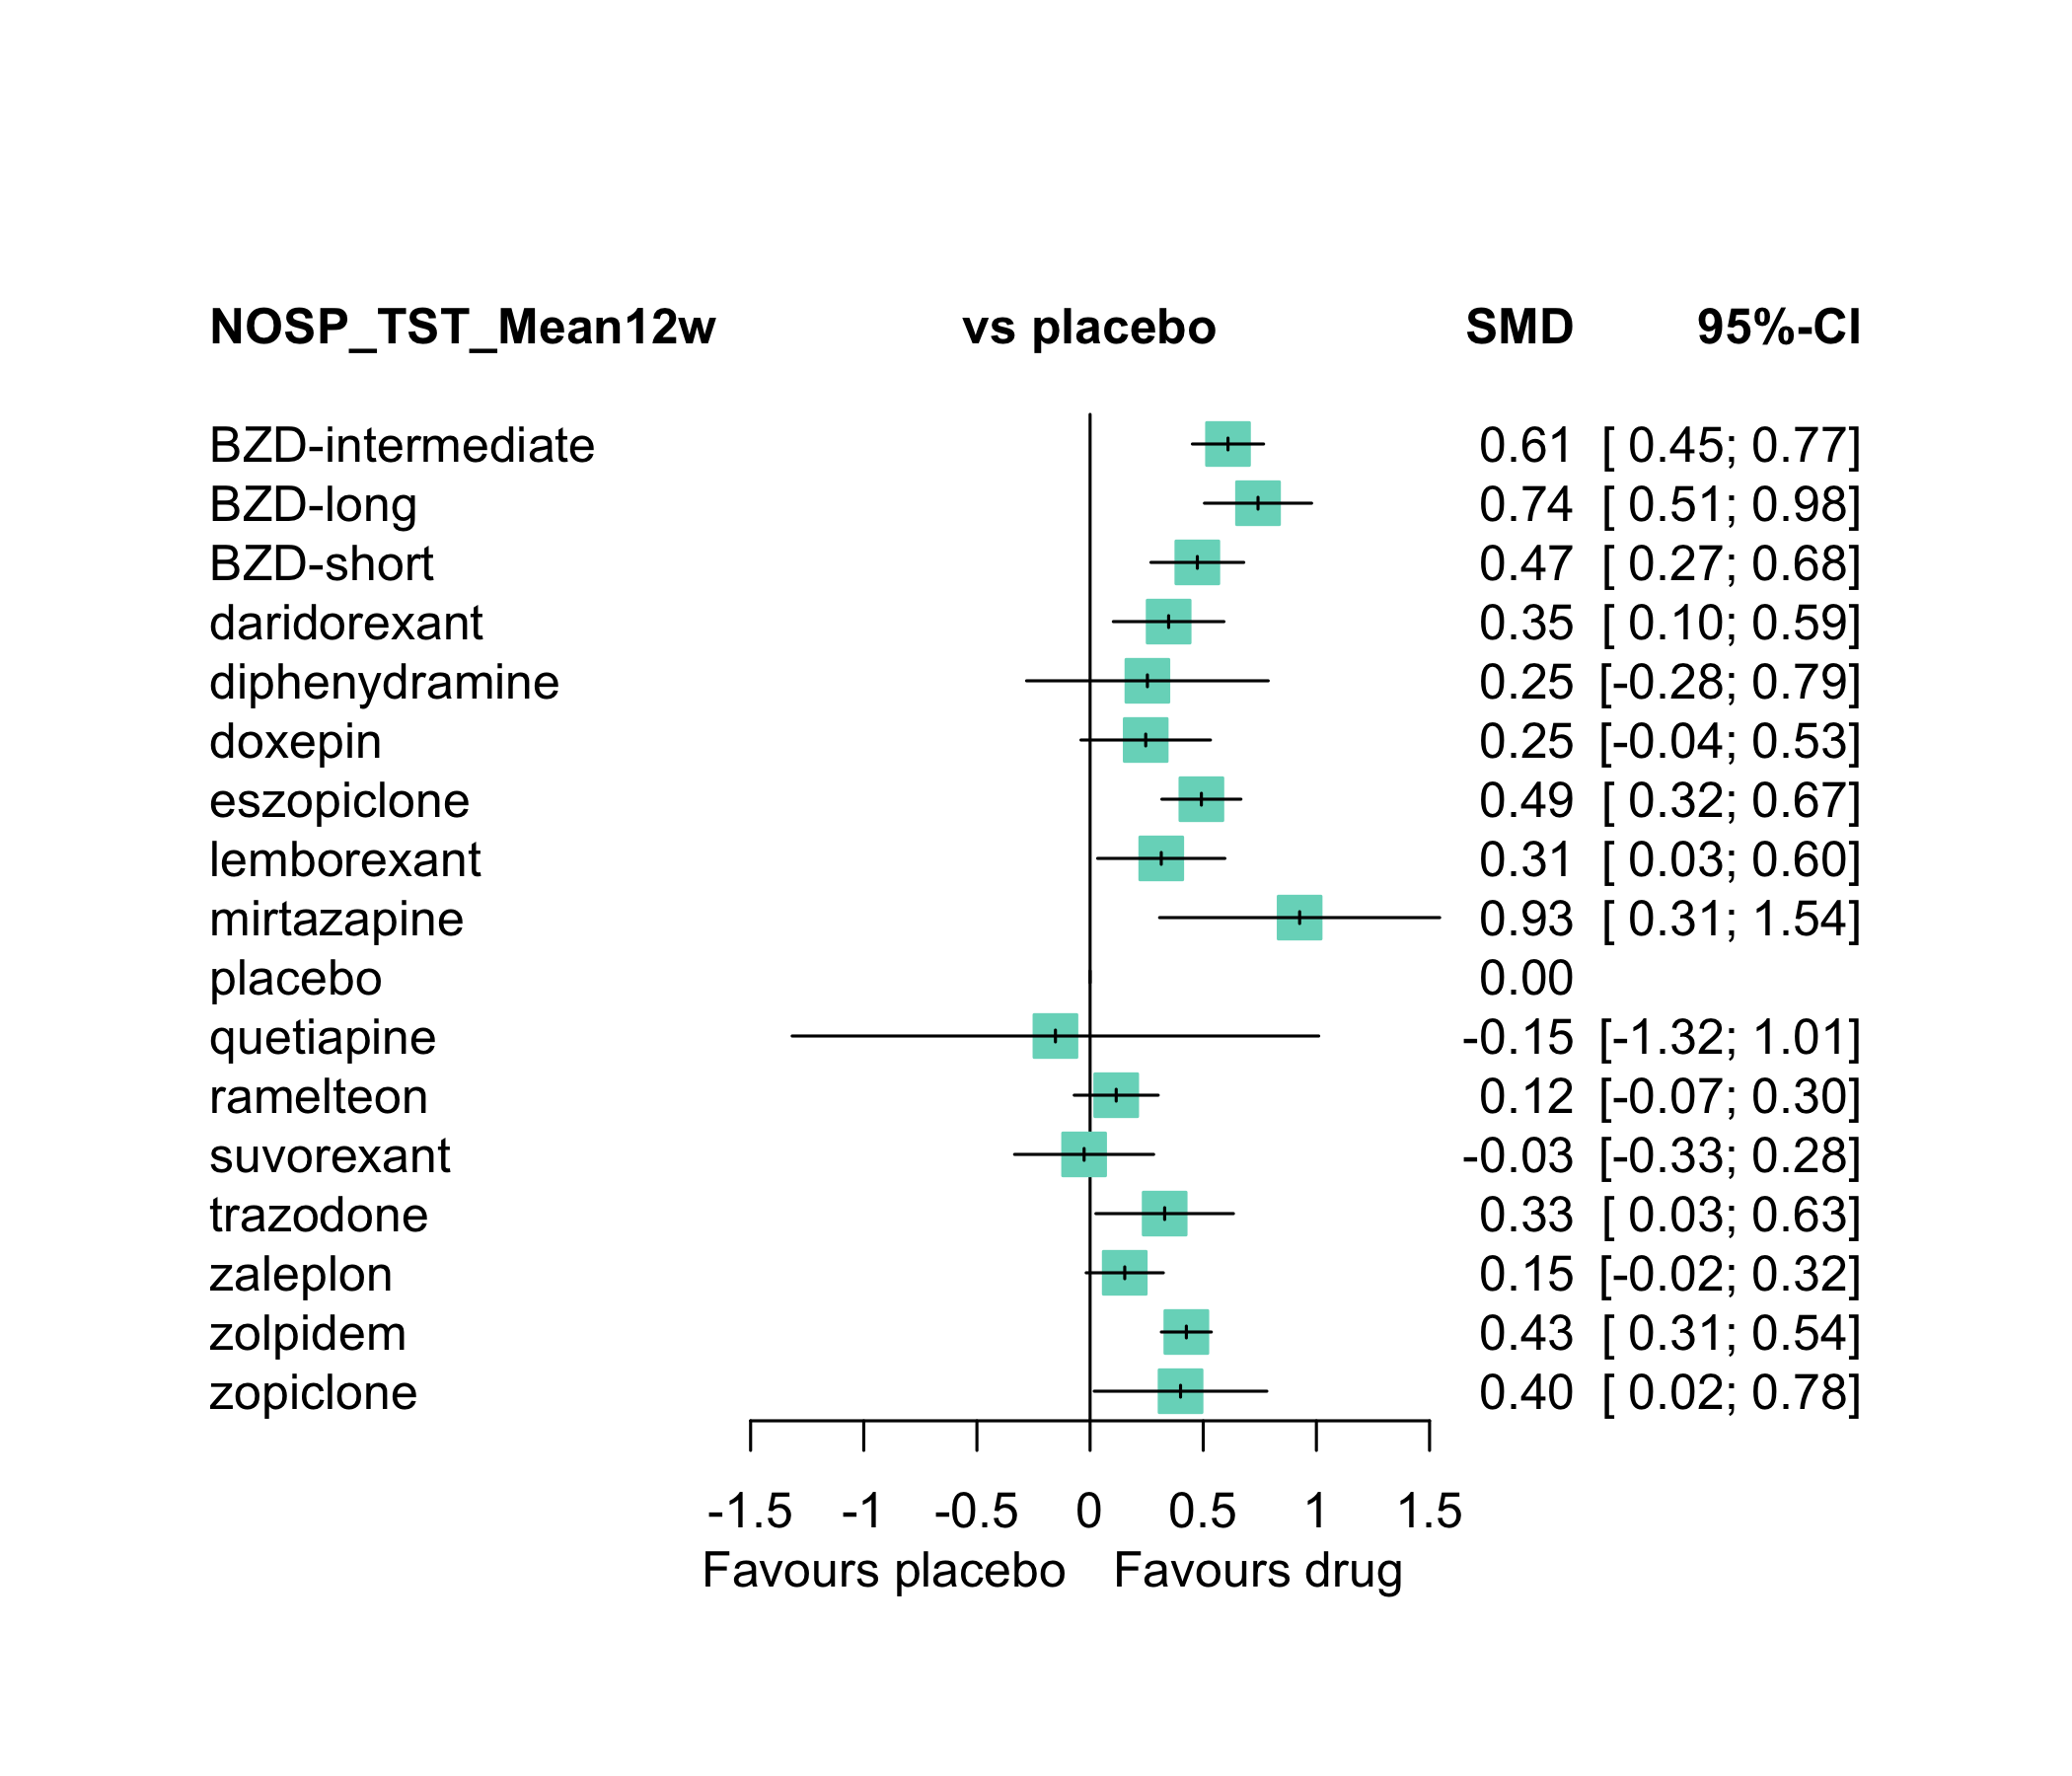 NOSP_TST_Mean12w vs placebo SMD 95%-CI
BZD-intermediate 0.61 [ 0.45; 0.77]
BZD-long 0.74 [ 0.51; 0.98]
BZD-short 0.47 [ 0.27; 0.68]
daridorexant 0.35 [ 0.10; 0.59]
diphenydramine 0.25 [-0.28; 0.79]
doxepin 0.25 [-0.04; 0.53]
eszopiclone 0.49 [ 0.32; 0.67]
lemborexant 0.31 [ 0.03; 0.60]
mirtazapine 0.93 [ 0.31; 1.54]
placebo 0.00
quetiapine -0.15 [-1.32; 1.01]
ramelteon 0.12 [-0.07; 0.30]
suvorexant -0.03 [-0.33; 0.28]
trazodone 0.33 [ 0.03; 0.63]
zaleplon 0.15 [-0.02; 0.32]
zolpidem 0.43 [ 0.31; 0.54]
zopiclone 0.40 [ 0.02; 0.78]
-1.5 -1 -0.5 0 0.5 1 1.5
Favours placebo Favours drug